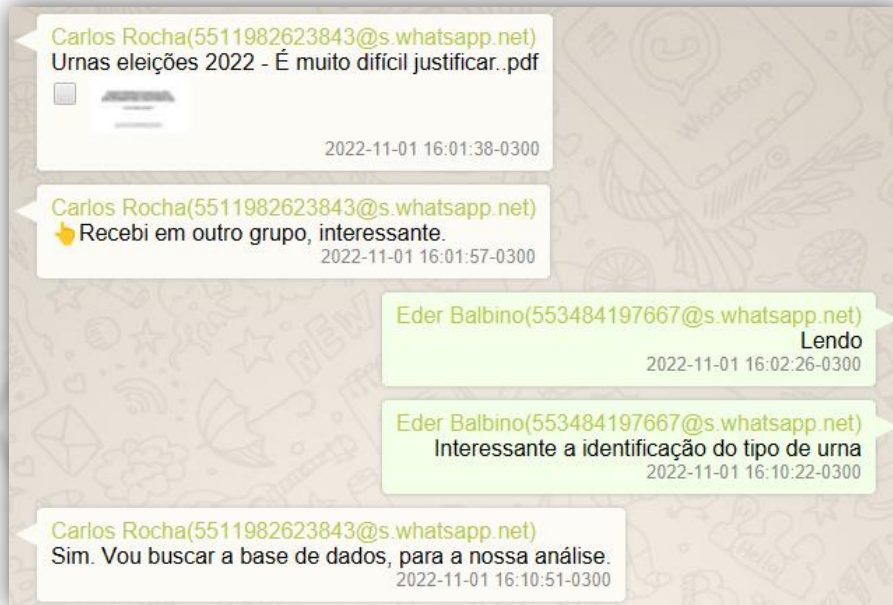 Carlos Rocha(5511982623843@s.whatsapp.net)
Urnas eleições 2022 - É muito difícil justificar..pdf
2022-11-01 16:01:38-0300
Carlos Rocha(5511982623843@s.whatsapp.net)
👆Recebi em outro grupo, interessante.
2022-11-01 16:01:57-0300
Eder Balbino(553484197667@s.whatsapp.net)
Lendo
2022-11-01 16:02:26-0300
Eder Balbino(553484197667@s.whatsapp.net)
Interessante a identificação do tipo de urna
2022-11-01 16:10:22-0300
Carlos Rocha(5511982623843@s.whatsapp.net)
Sim. Vou buscar a base de dados, para a nossa análise.
2022-11-01 16:10:51-0300